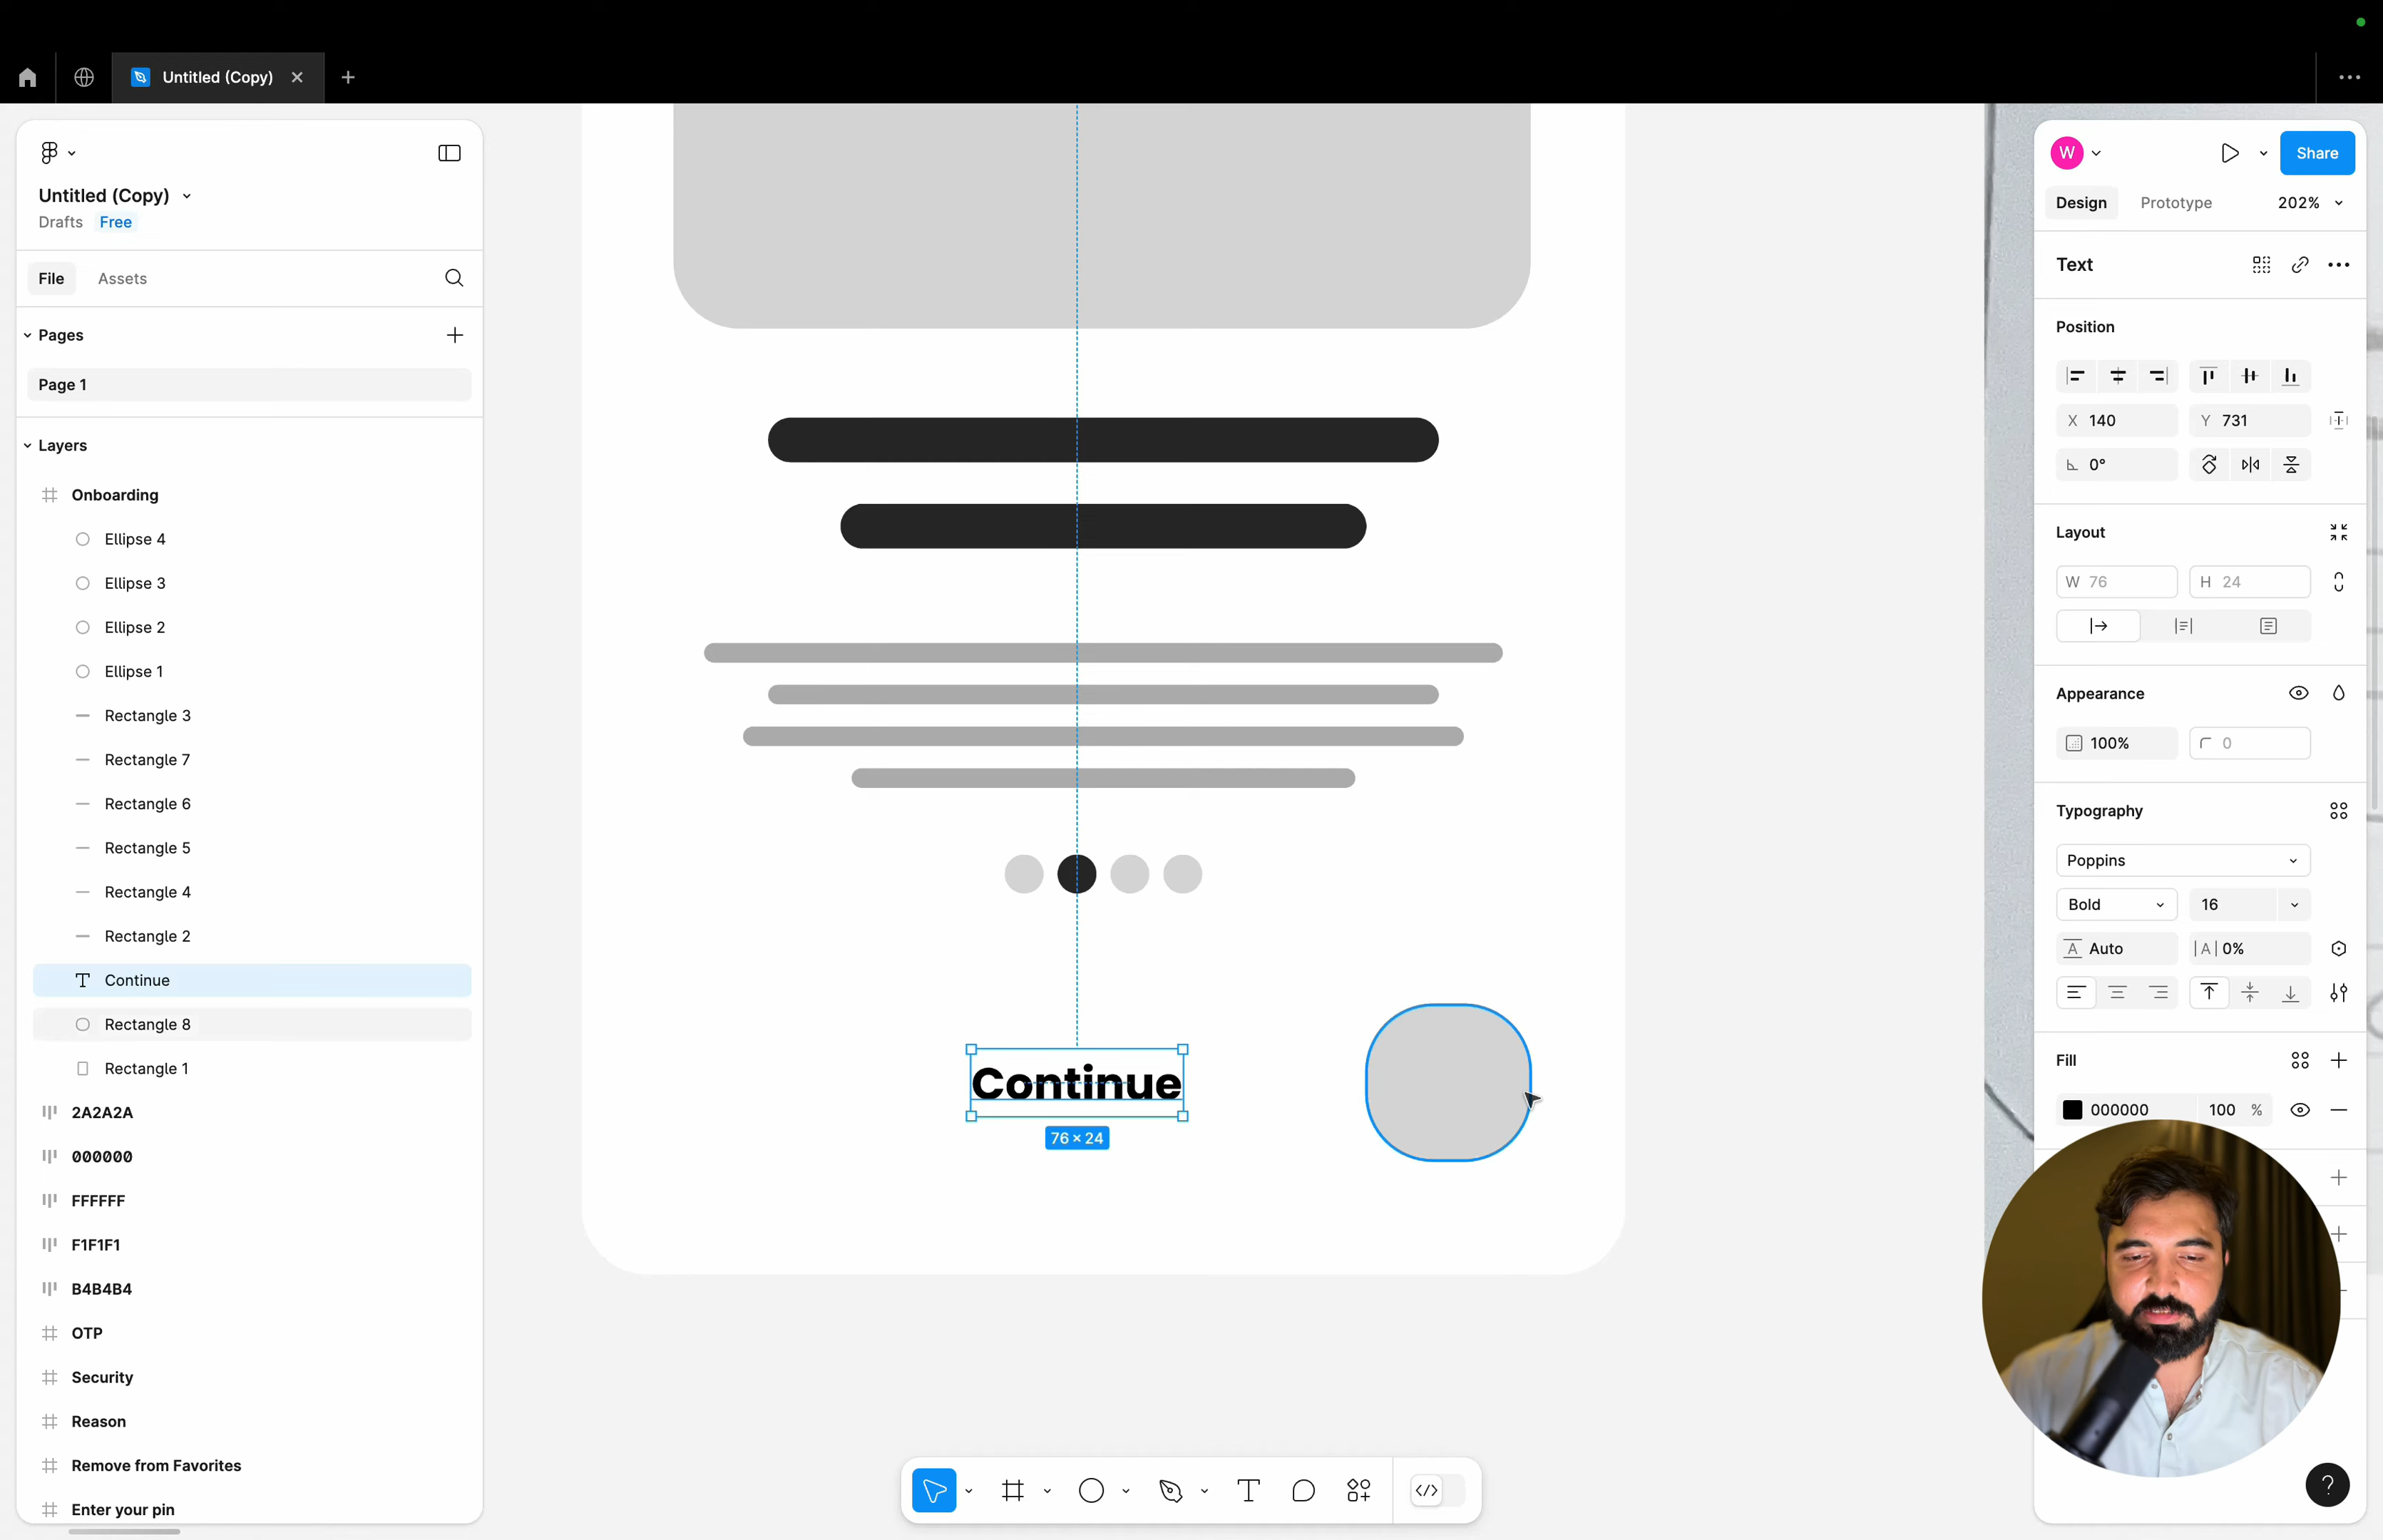 Untitled (Copy)
Untitled (Copy)
Drafts Free
File Assets
Pages
Page 1
Layers
Onboarding
Ellipse 4
Ellipse 3
Ellipse 2
Ellipse 1
Rectangle 3
Rectangle 7
Rectangle 6
Rectangle 5
Rectangle 4
Rectangle 2
Continue
Rectangle 8
Rectangle 1
2A2A2A
000000
FFFFFF
F1F1F1
B4B4B4
OTP
Security
Reason
Remove from Favorites
Enter your pin
Continue
76 × 24
W Share
Design Prototype 202%
Text
Position
X 140 Y 731
0°
Layout
W 76 H 24
Appearance
100% 0
Typography
Poppins
Bold 16
Auto 0%
Fill
000000 100 %
?